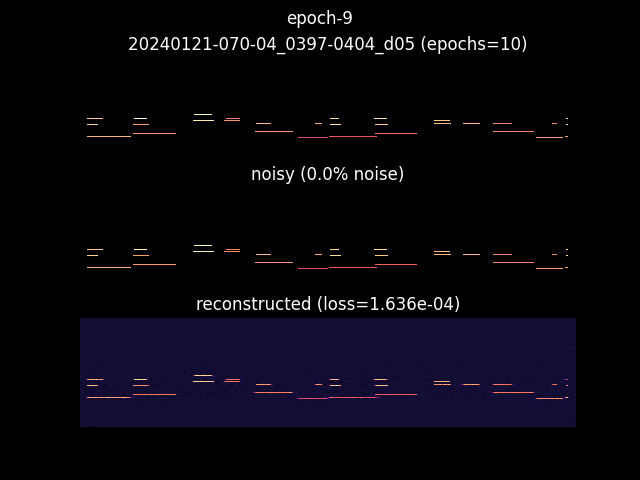 epoch-9
20240121-070-04_0397-0404_d05 (epochs=10)
noisy (0.0% noise)
reconstructed (loss=1.636e-04)